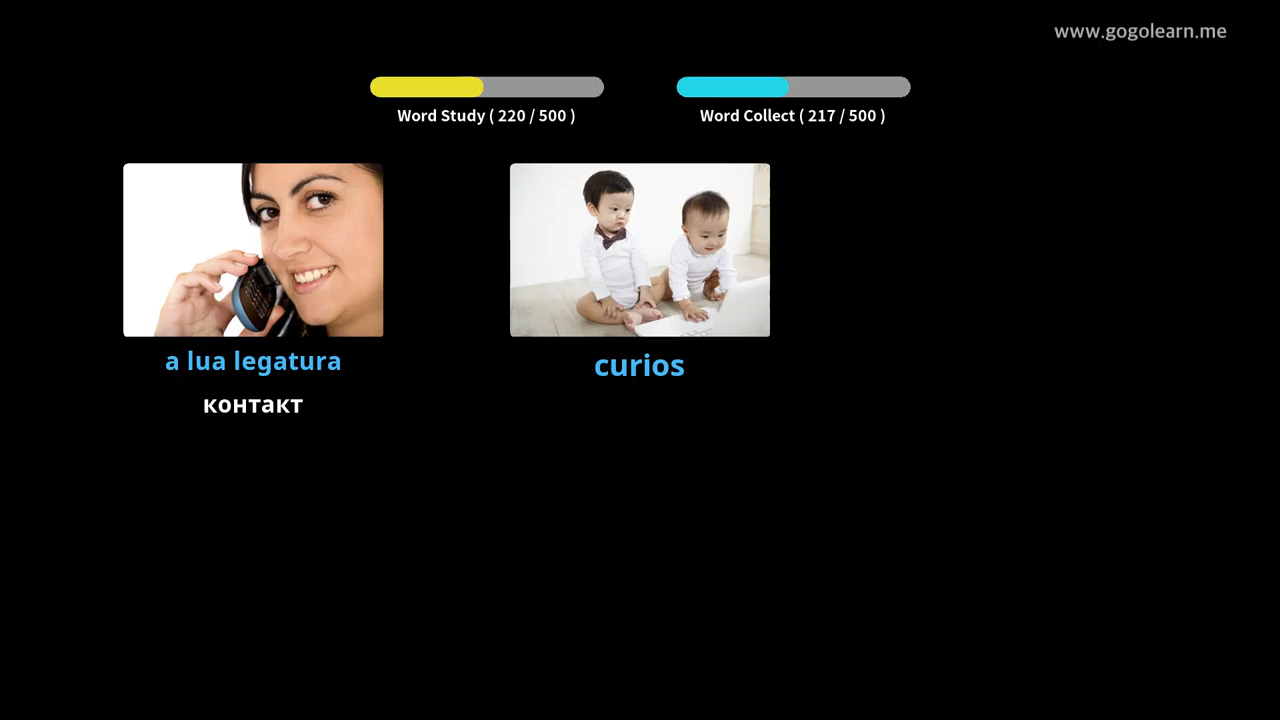 www.gogolearn.me
Word Study ( 220 / 500 )
Word Collect ( 217 / 500 )
a lua legatura
контакт
curios